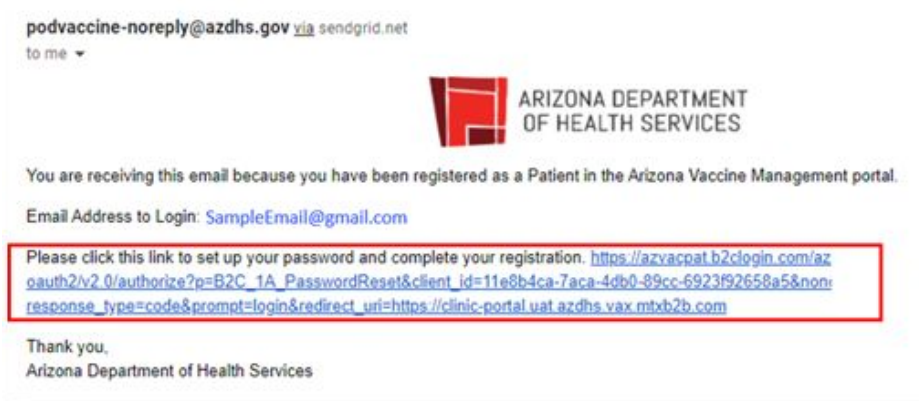 podvaccine-noreply@azdhs.gov via sendgrid.net
to me
ARIZONA DEPARTMENT
OF HEALTH SERVICES
You are receiving this email because you have been registered as a Patient in the Arizona Vaccine Management portal.
Email Address to Login: SampleEmail@gmail.com
Please click this link to set up your password and complete your registration. https://azvacpat.b2clogin.com/az
oauth2/v2.0/authorize?p=B2C_1A_PasswordReset&client_id=11e8b4ca-7aca-4db0-89cc-6923f92658a5&non
response_type=code&prompt=login&redirect_uri=https://clinic-portal.uat.azdhs.vax.mtxb2b.com
Thank you,
Arizona Department of Health Services